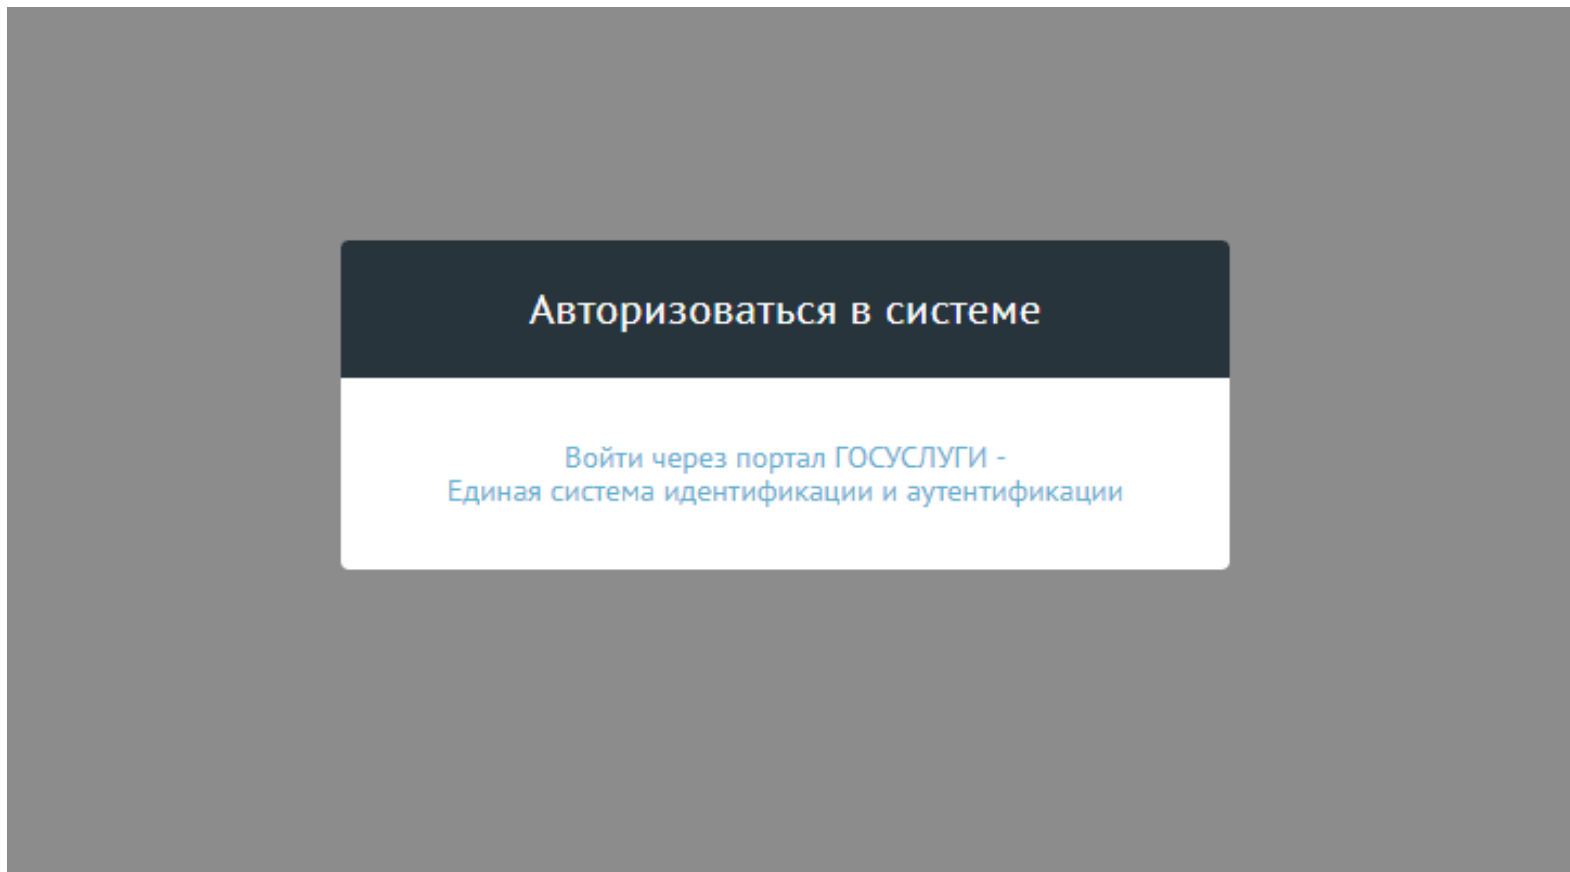 Авторизоваться в системе
Войти через портал ГОСУСЛУГИ -
Единая система идентификации и аутентификации